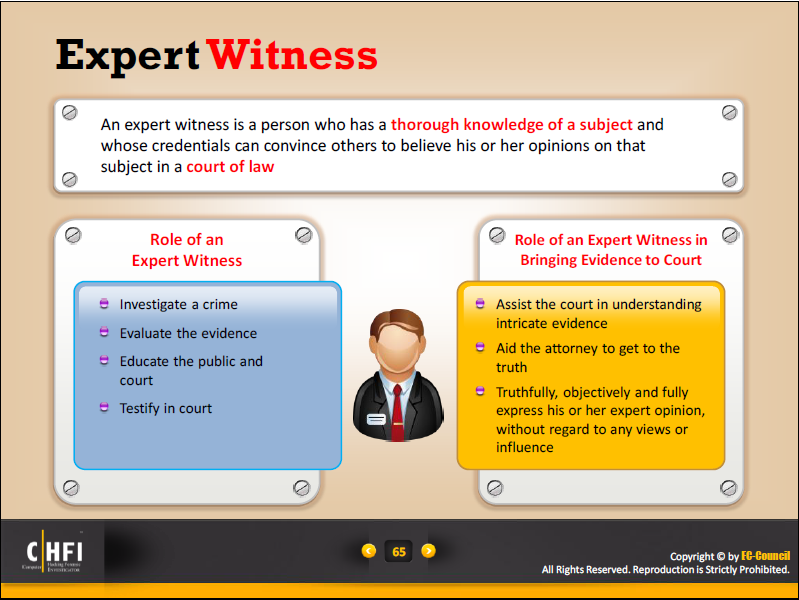 Expert Witness
An expert witness is a person who has a thorough knowledge of a subject and
whose credentials can convince others to believe his or her opinions on that
subject in a court of law
Role of an
Expert Witness
Investigate a crime
Evaluate the evidence
Educate the public and
court
Testify in court
Role of an Expert Witness in
Bringing Evidence to Court
Assist the court in understanding
intricate evidence
Aid the attorney to get to the
truth
Truthfully, objectively and fully
express his or her expert opinion,
without regard to any views or
influence
CHFI
Computer Hacking Forensic
INVESTIGATOR
65
Copyright © by EC-Council
All Rights Reserved. Reproduction is Strictly Prohibited.